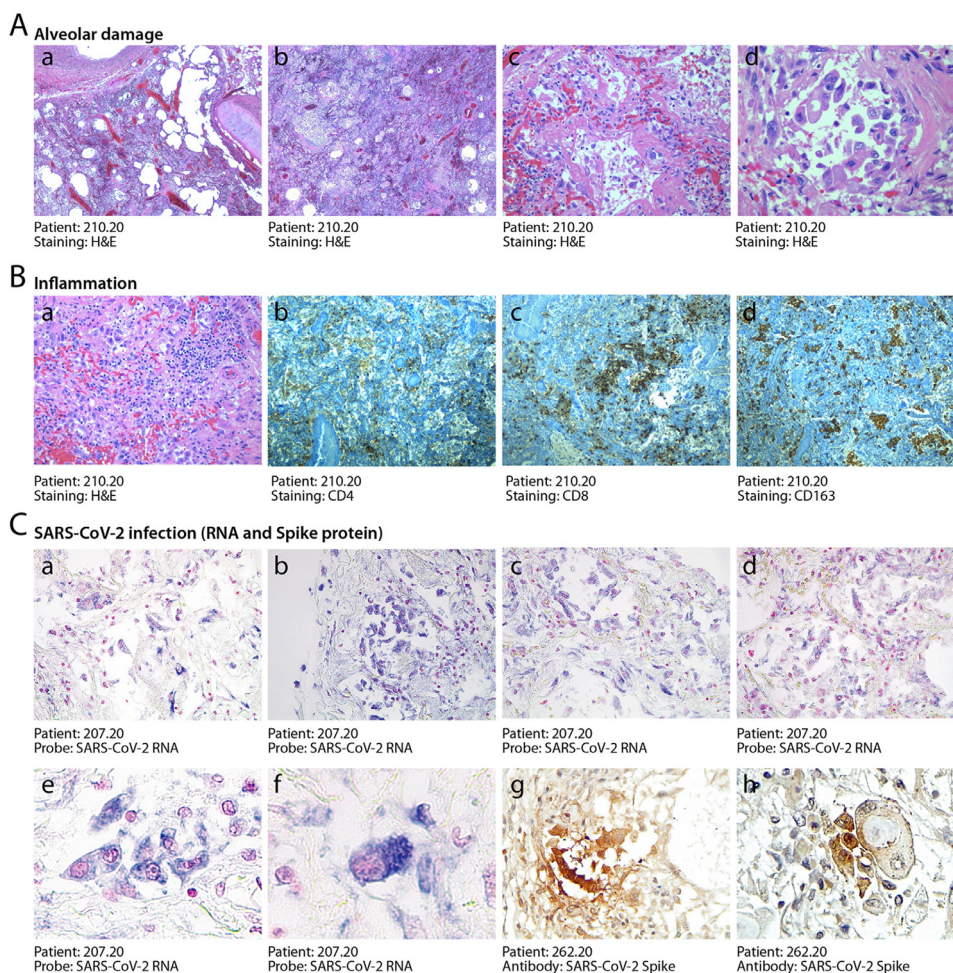 A
Alveolar damage
a b c d
Patient: 210.20 Patient: 210.20 Patient: 210.20 Patient: 210.20
Staining: H&E Staining: H&E Staining: H&E Staining: H&E
B
Inflammation
a b c d
Patient: 210.20 Patient: 210.20 Patient: 210.20 Patient: 210.20
Staining: H&E Staining: CD4 Staining: CD8 Staining: CD163
C
SARS-CoV-2 infection (RNA and Spike protein)
a b c d
Patient: 207.20 Patient: 207.20 Patient: 207.20 Patient: 207.20
Probe: SARS-CoV-2 RNA Probe: SARS-CoV-2 RNA Probe: SARS-CoV-2 RNA Probe: SARS-CoV-2 RNA
e f g h
Patient: 207.20 Patient: 207.20 Patient: 262.20 Patient: 262.20
Probe: SARS-CoV-2 RNA Probe: SARS-CoV-2 RNA Antibody: SARS-CoV-2 Spike Antibody: SARS-CoV-2 Spike